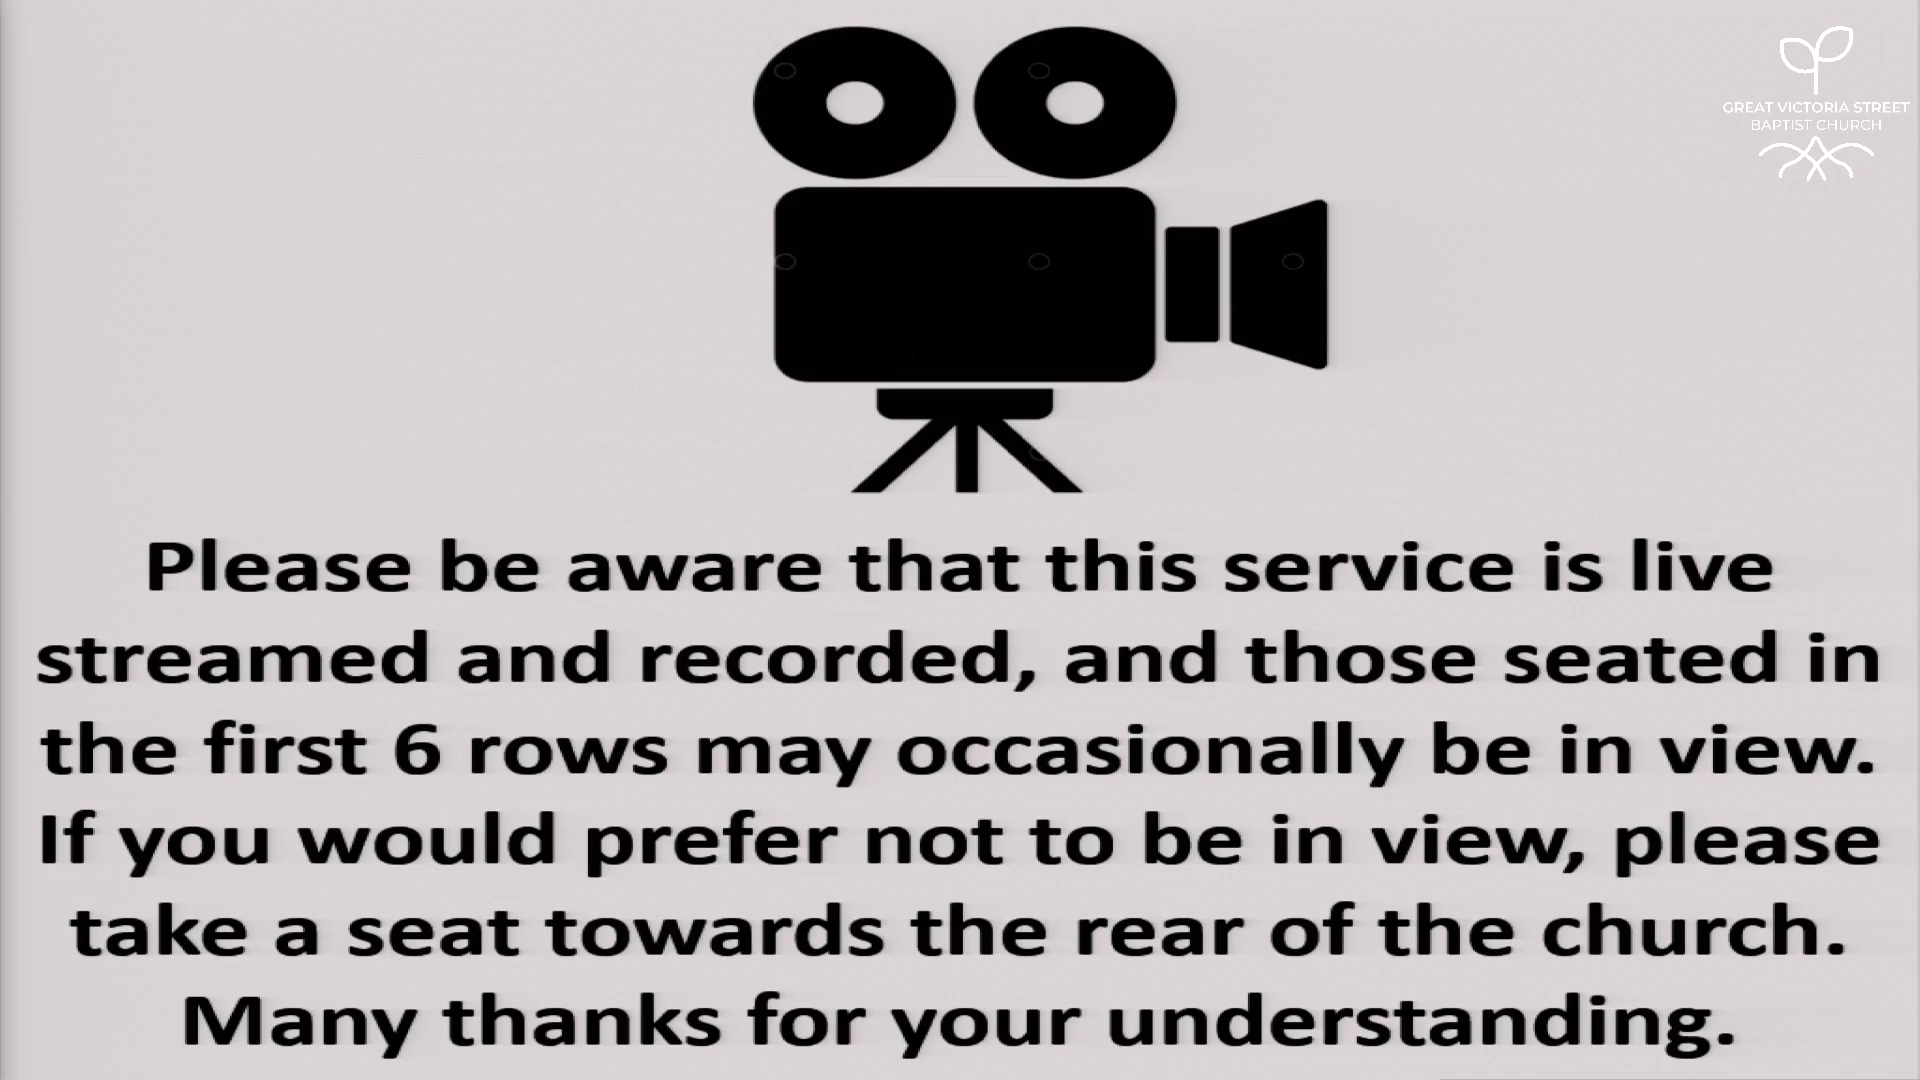 GREAT VICTORIA STREET
BAPTIST CHURCH
Please be aware that this service is live
streamed and recorded, and those seated in
the first 6 rows may occasionally be in view.
If you would prefer not to be in view, please
take a seat towards the rear of the church.
Many thanks for your understanding.